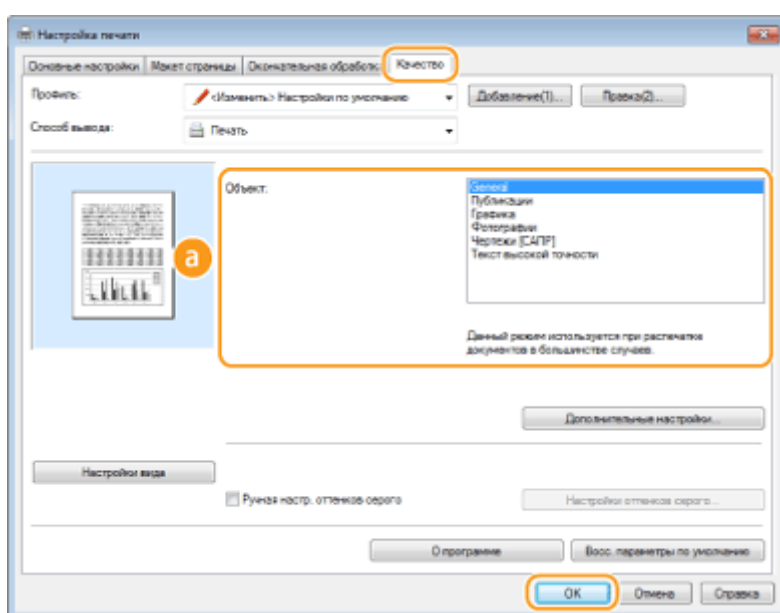 Настройка печати
Основные настройки Макет страницы Окончательная обработк. Качество
Профиль: <Изменить> Настройки по умолчанию Добавление(1)... Правка(2)...
Способ вывода: Печать
Объект: General
Публикации
Графика
Фотографии
Чертежи [САПР]
Текст высокой точности
a
Данный режим используется при распечатке
документов в большинстве случаев.
Дополнительные настройки...
Настройки вида
Ручная настр. оттенков серого Настройки оттенков серого...
О программе Восс. параметры по умолчанию
OK Отмена Справка